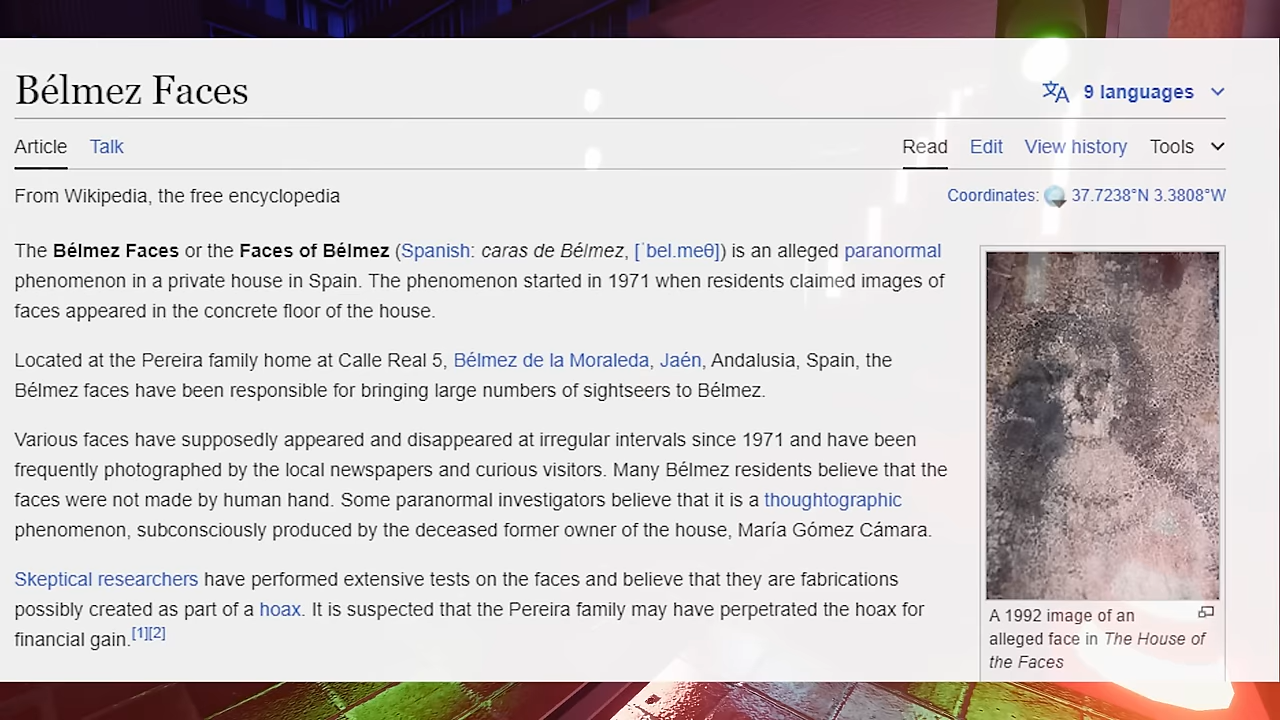 Bélmez Faces
9 languages
Article Talk
Read Edit View history Tools
From Wikipedia, the free encyclopedia
Coordinates: 37.7238°N 3.3808°W
The Bélmez Faces or the Faces of Bélmez (Spanish: caras de Bélmez, [ˈbel.meθ]) is an alleged paranormal
phenomenon in a private house in Spain. The phenomenon started in 1971 when residents claimed images of
faces appeared in the concrete floor of the house.
Located at the Pereira family home at Calle Real 5, Bélmez de la Moraleda, Jaén, Andalusia, Spain, the
Bélmez faces have been responsible for bringing large numbers of sightseers to Bélmez.
Various faces have supposedly appeared and disappeared at irregular intervals since 1971 and have been
frequently photographed by the local newspapers and curious visitors. Many Bélmez residents believe that the
faces were not made by human hand. Some paranormal investigators believe that it is a thoughtographic
phenomenon, subconsciously produced by the deceased former owner of the house, María Gómez Cámara.
Skeptical researchers have performed extensive tests on the faces and believe that they are fabrications
possibly created as part of a hoax. It is suspected that the Pereira family may have perpetrated the hoax for
financial gain.[1][2]
A 1992 image of an
alleged face in The House of
the Faces